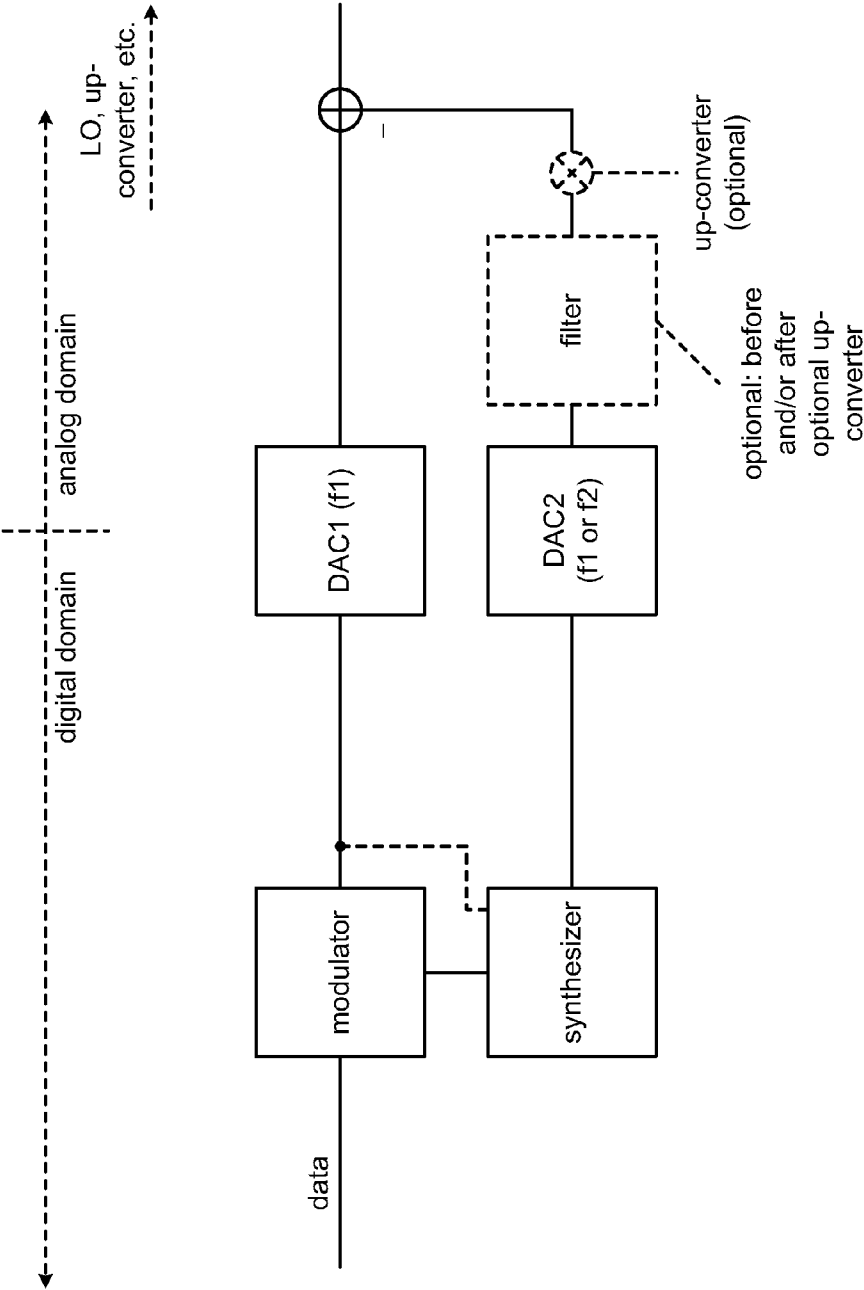 digital domain
analog domain
LO, up-
converter, etc.
data
modulator
DAC1 (f1)
–
synthesizer
DAC2
(f1 or f2)
filter
up-converter
(optional)
optional: before
and/or after
optional up-
converter